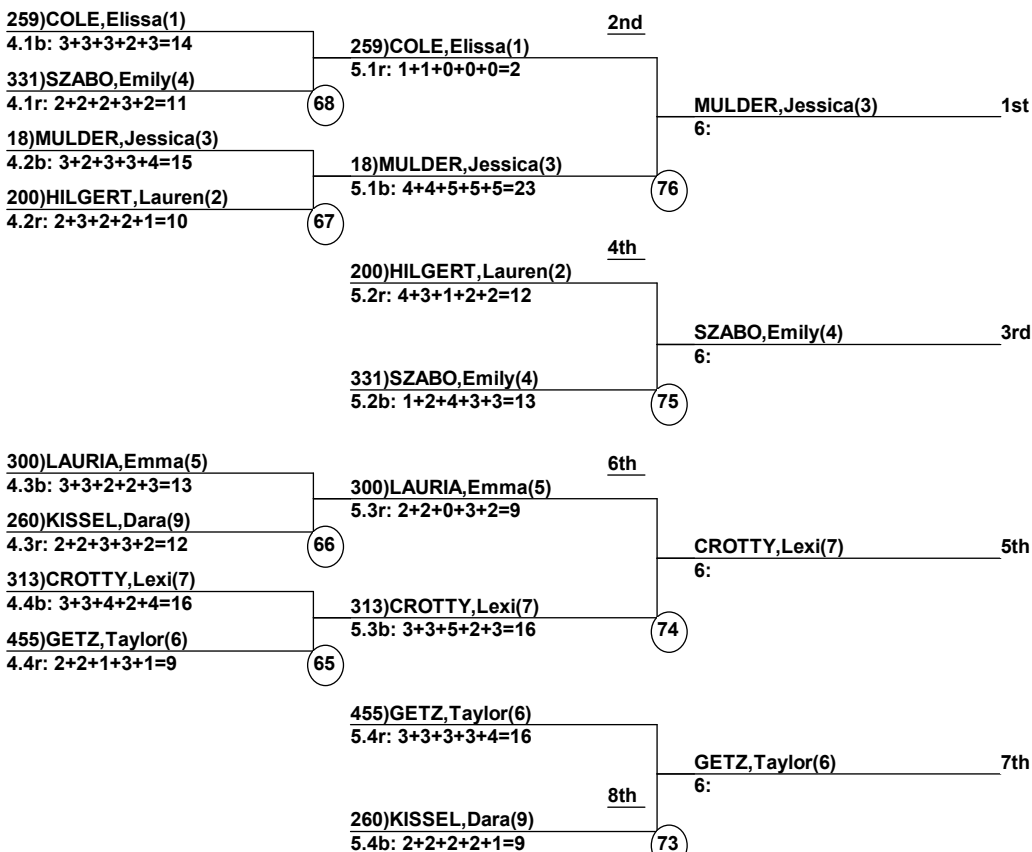 259)COLE,Elissa(1)
4.1b: 3+3+3+2+3=14
331)SZABO,Emily(4)
4.1r: 2+2+2+3+2=11
68
18)MULDER,Jessica(3)
4.2b: 3+2+3+3+4=15
200)HILGERT,Lauren(2)
4.2r: 2+3+2+2+1=10
67
2nd
259)COLE,Elissa(1)
5.1r: 1+1+0+0+0=2
18)MULDER,Jessica(3)
5.1b: 4+4+5+5+5=23
76
MULDER,Jessica(3) 1st
6:
4th
200)HILGERT,Lauren(2)
5.2r: 4+3+1+2+2=12
331)SZABO,Emily(4)
5.2b: 1+2+4+3+3=13
75
SZABO,Emily(4) 3rd
6:
300)LAURIA,Emma(5)
4.3b: 3+3+2+2+3=13
260)KISSEL,Dara(9)
4.3r: 2+2+3+3+2=12
66
313)CROTTY,Lexi(7)
4.4b: 3+3+4+2+4=16
455)GETZ,Taylor(6)
4.4r: 2+2+1+3+1=9
65
6th
300)LAURIA,Emma(5)
5.3r: 2+2+0+3+2=9
313)CROTTY,Lexi(7)
5.3b: 3+3+5+2+3=16
74
CROTTY,Lexi(7) 5th
6:
455)GETZ,Taylor(6)
5.4r: 3+3+3+3+4=16
8th
260)KISSEL,Dara(9)
5.4b: 2+2+2+2+1=9
73
GETZ,Taylor(6) 7th
6: